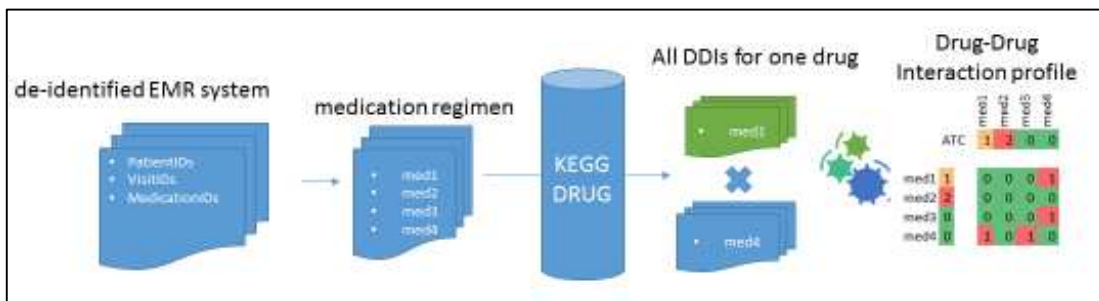 de-identified EMR system
• PatientIDs
• VisitIDs
• MedicationIDs
medication regimen
• med1
• med2
• med3
• med4
KEGG
DRUG
All DDIs for one drug
• med1
• med4
Drug-Drug
Interaction profile
med1 med2
ATC 1 2 0 0
med1 1 0 0 0 1
med2 2 0 0 0 0
med3 0 0 0 0 1
med4 0 1 0 1 0